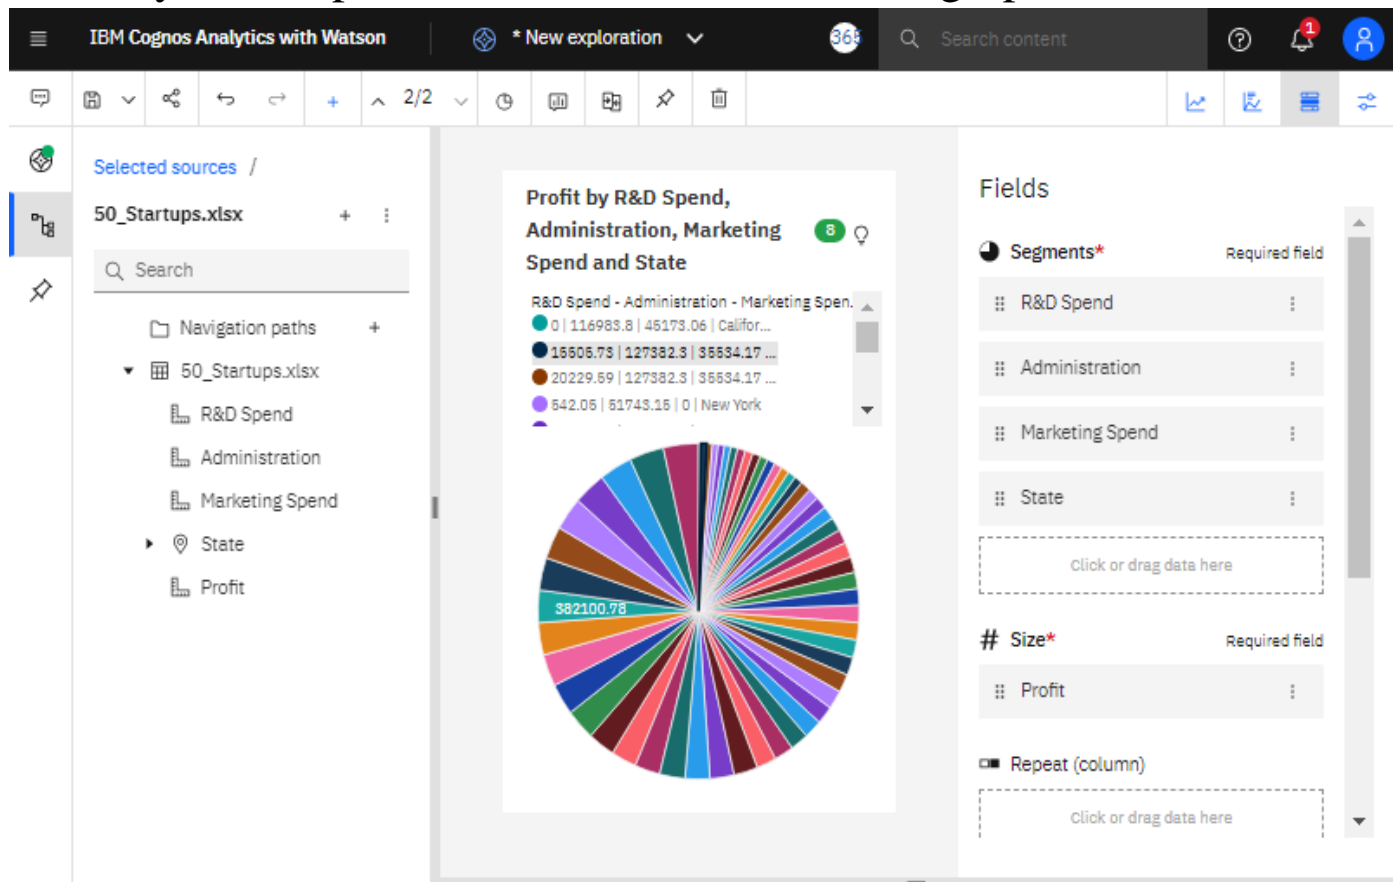 IBM Cognos Analytics with Watson
* New exploration
365
Search content
1
2/2
Selected sources /
50_Startups.xlsx
Search
Navigation paths
50_Startups.xlsx
R&D Spend
Administration
Marketing Spend
State
Profit
Profit by R&D Spend,
Administration, Marketing
Spend and State
8
R&D Spend - Administration - Marketing Spen...
0 | 116983.8 | 45173.06 | Califor...
15505.73 | 127382.3 | 35534.17 ...
20229.59 | 127382.3 | 35534.17 ...
542.05 | 51743.15 | 0 | New York
382100.78
Fields
Segments*
Required field
R&D Spend
Administration
Marketing Spend
State
Click or drag data here
Size*
Required field
Profit
Repeat (column)
Click or drag data here